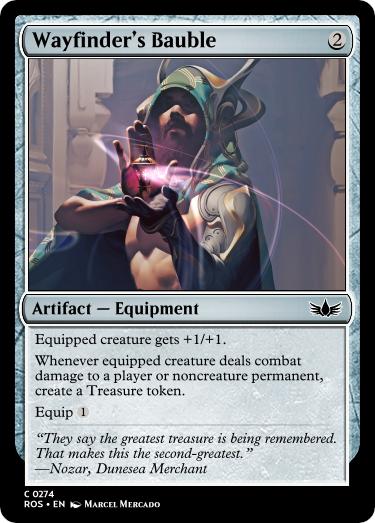 Wayfinder's Bauble 2
Artifact — Equipment
Equipped creature gets +1/+1.
Whenever equipped creature deals combat
damage to a player or noncreature permanent,
create a Treasure token.
Equip 1
"They say the greatest treasure is being remembered.
That makes this the second-greatest."
—Nozar, Dunesea Merchant
C 0274
ROS • EN Marcel Mercado